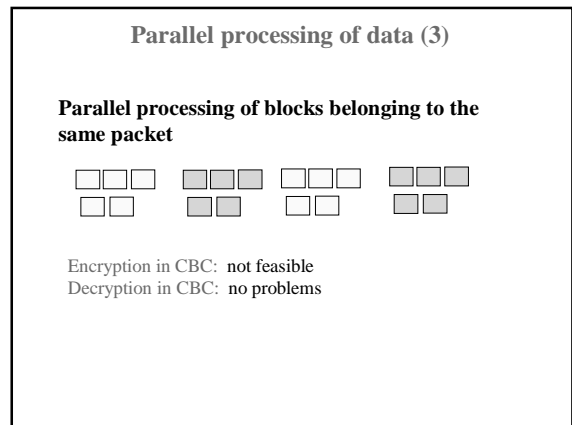 Parallel processing of data (3)
Parallel processing of blocks belonging to the
same packet
Encryption in CBC: not feasible
Decryption in CBC: no problems